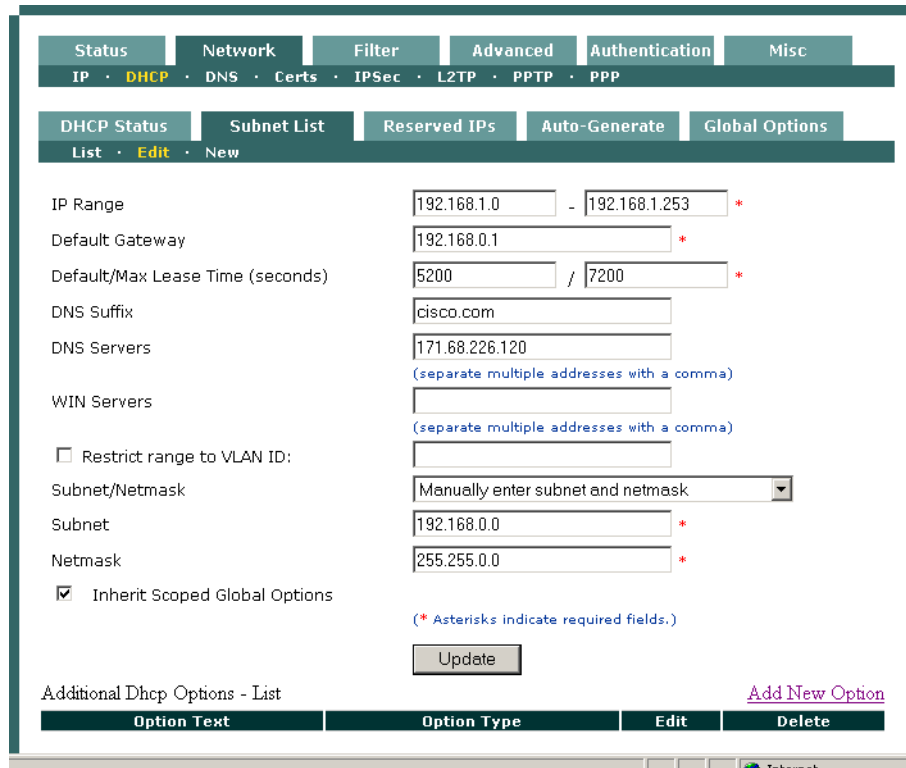 Status Network Filter Advanced Authentication Misc
IP · DHCP · DNS · Certs · IPSec · L2TP · PPTP · PPP
DHCP Status Subnet List Reserved IPs Auto-Generate Global Options
List · Edit · New
IP Range 192.168.1.0 - 192.168.1.253 *
Default Gateway 192.168.0.1 *
Default/Max Lease Time (seconds) 5200 / 7200 *
DNS Suffix cisco.com
DNS Servers 171.68.226.120
(separate multiple addresses with a comma)
WIN Servers
(separate multiple addresses with a comma)
Restrict range to VLAN ID:
Subnet/Netmask Manually enter subnet and netmask
Subnet 192.168.0.0 *
Netmask 255.255.0.0 *
Inherit Scoped Global Options
(* Asterisks indicate required fields.)
Update
Additional Dhcp Options - List Add New Option
Option Text Option Type Edit Delete
Internet